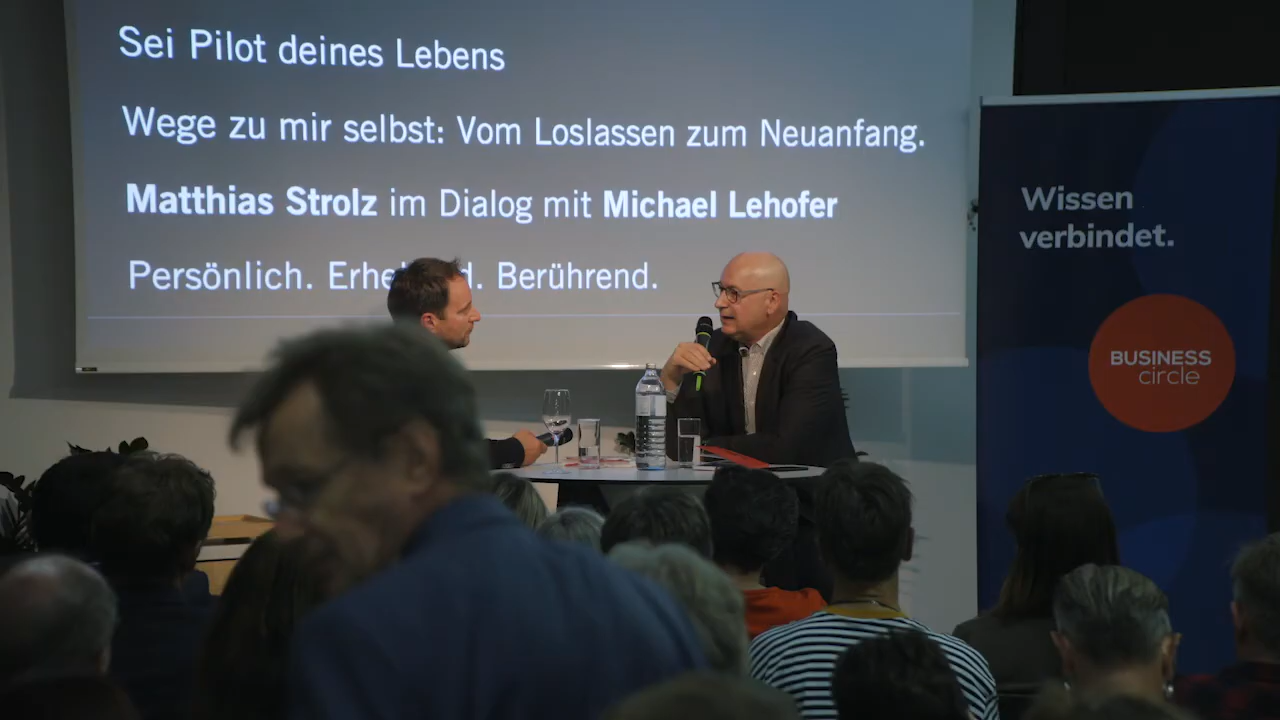 Sei Pilot deines Lebens
Wege zu mir selbst: Vom Loslassen zum Neuanfang.
Matthias Strolz im Dialog mit Michael Lehofer
Persönlich. Berührend.
Wissen
verbindet.
BUSINESS
circle